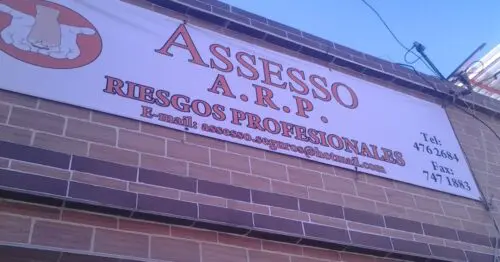 ASSESSO
A.R.P.
RIESGOS PROFESIONALES
E-mail: assesso.seguros@hotmail.com
Tel:
4762684
Fax:
747 1883